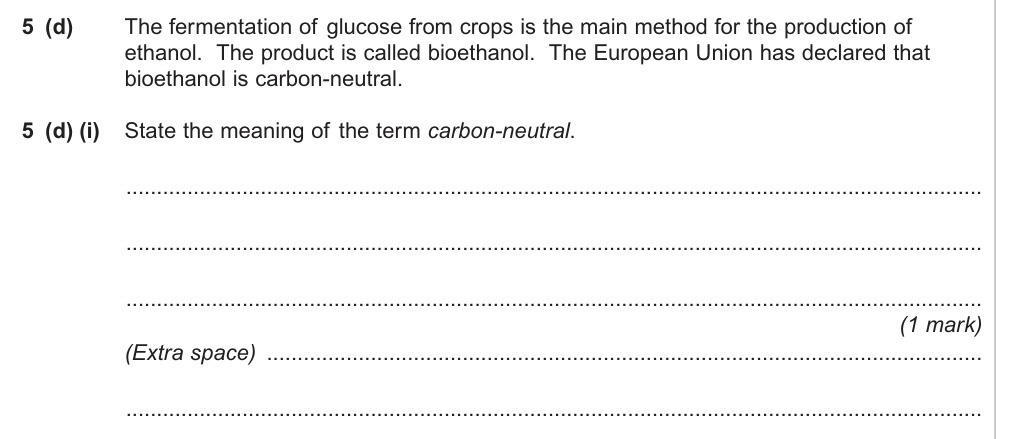 5 (d) The fermentation of glucose from crops is the main method for the production of
ethanol. The product is called bioethanol. The European Union has declared that
bioethanol is carbon-neutral.
5 (d) (i) State the meaning of the term carbon-neutral.
(1 mark)
(Extra space)